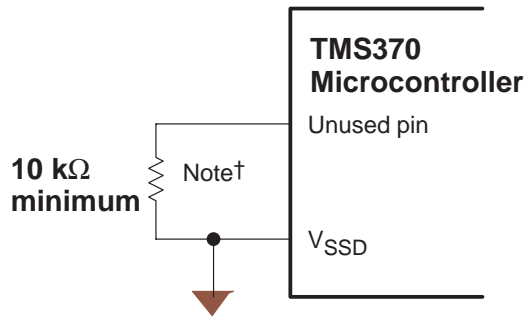 TMS370
Microcontroller
Unused pin
10 kΩ
minimum
Note†
VSSD